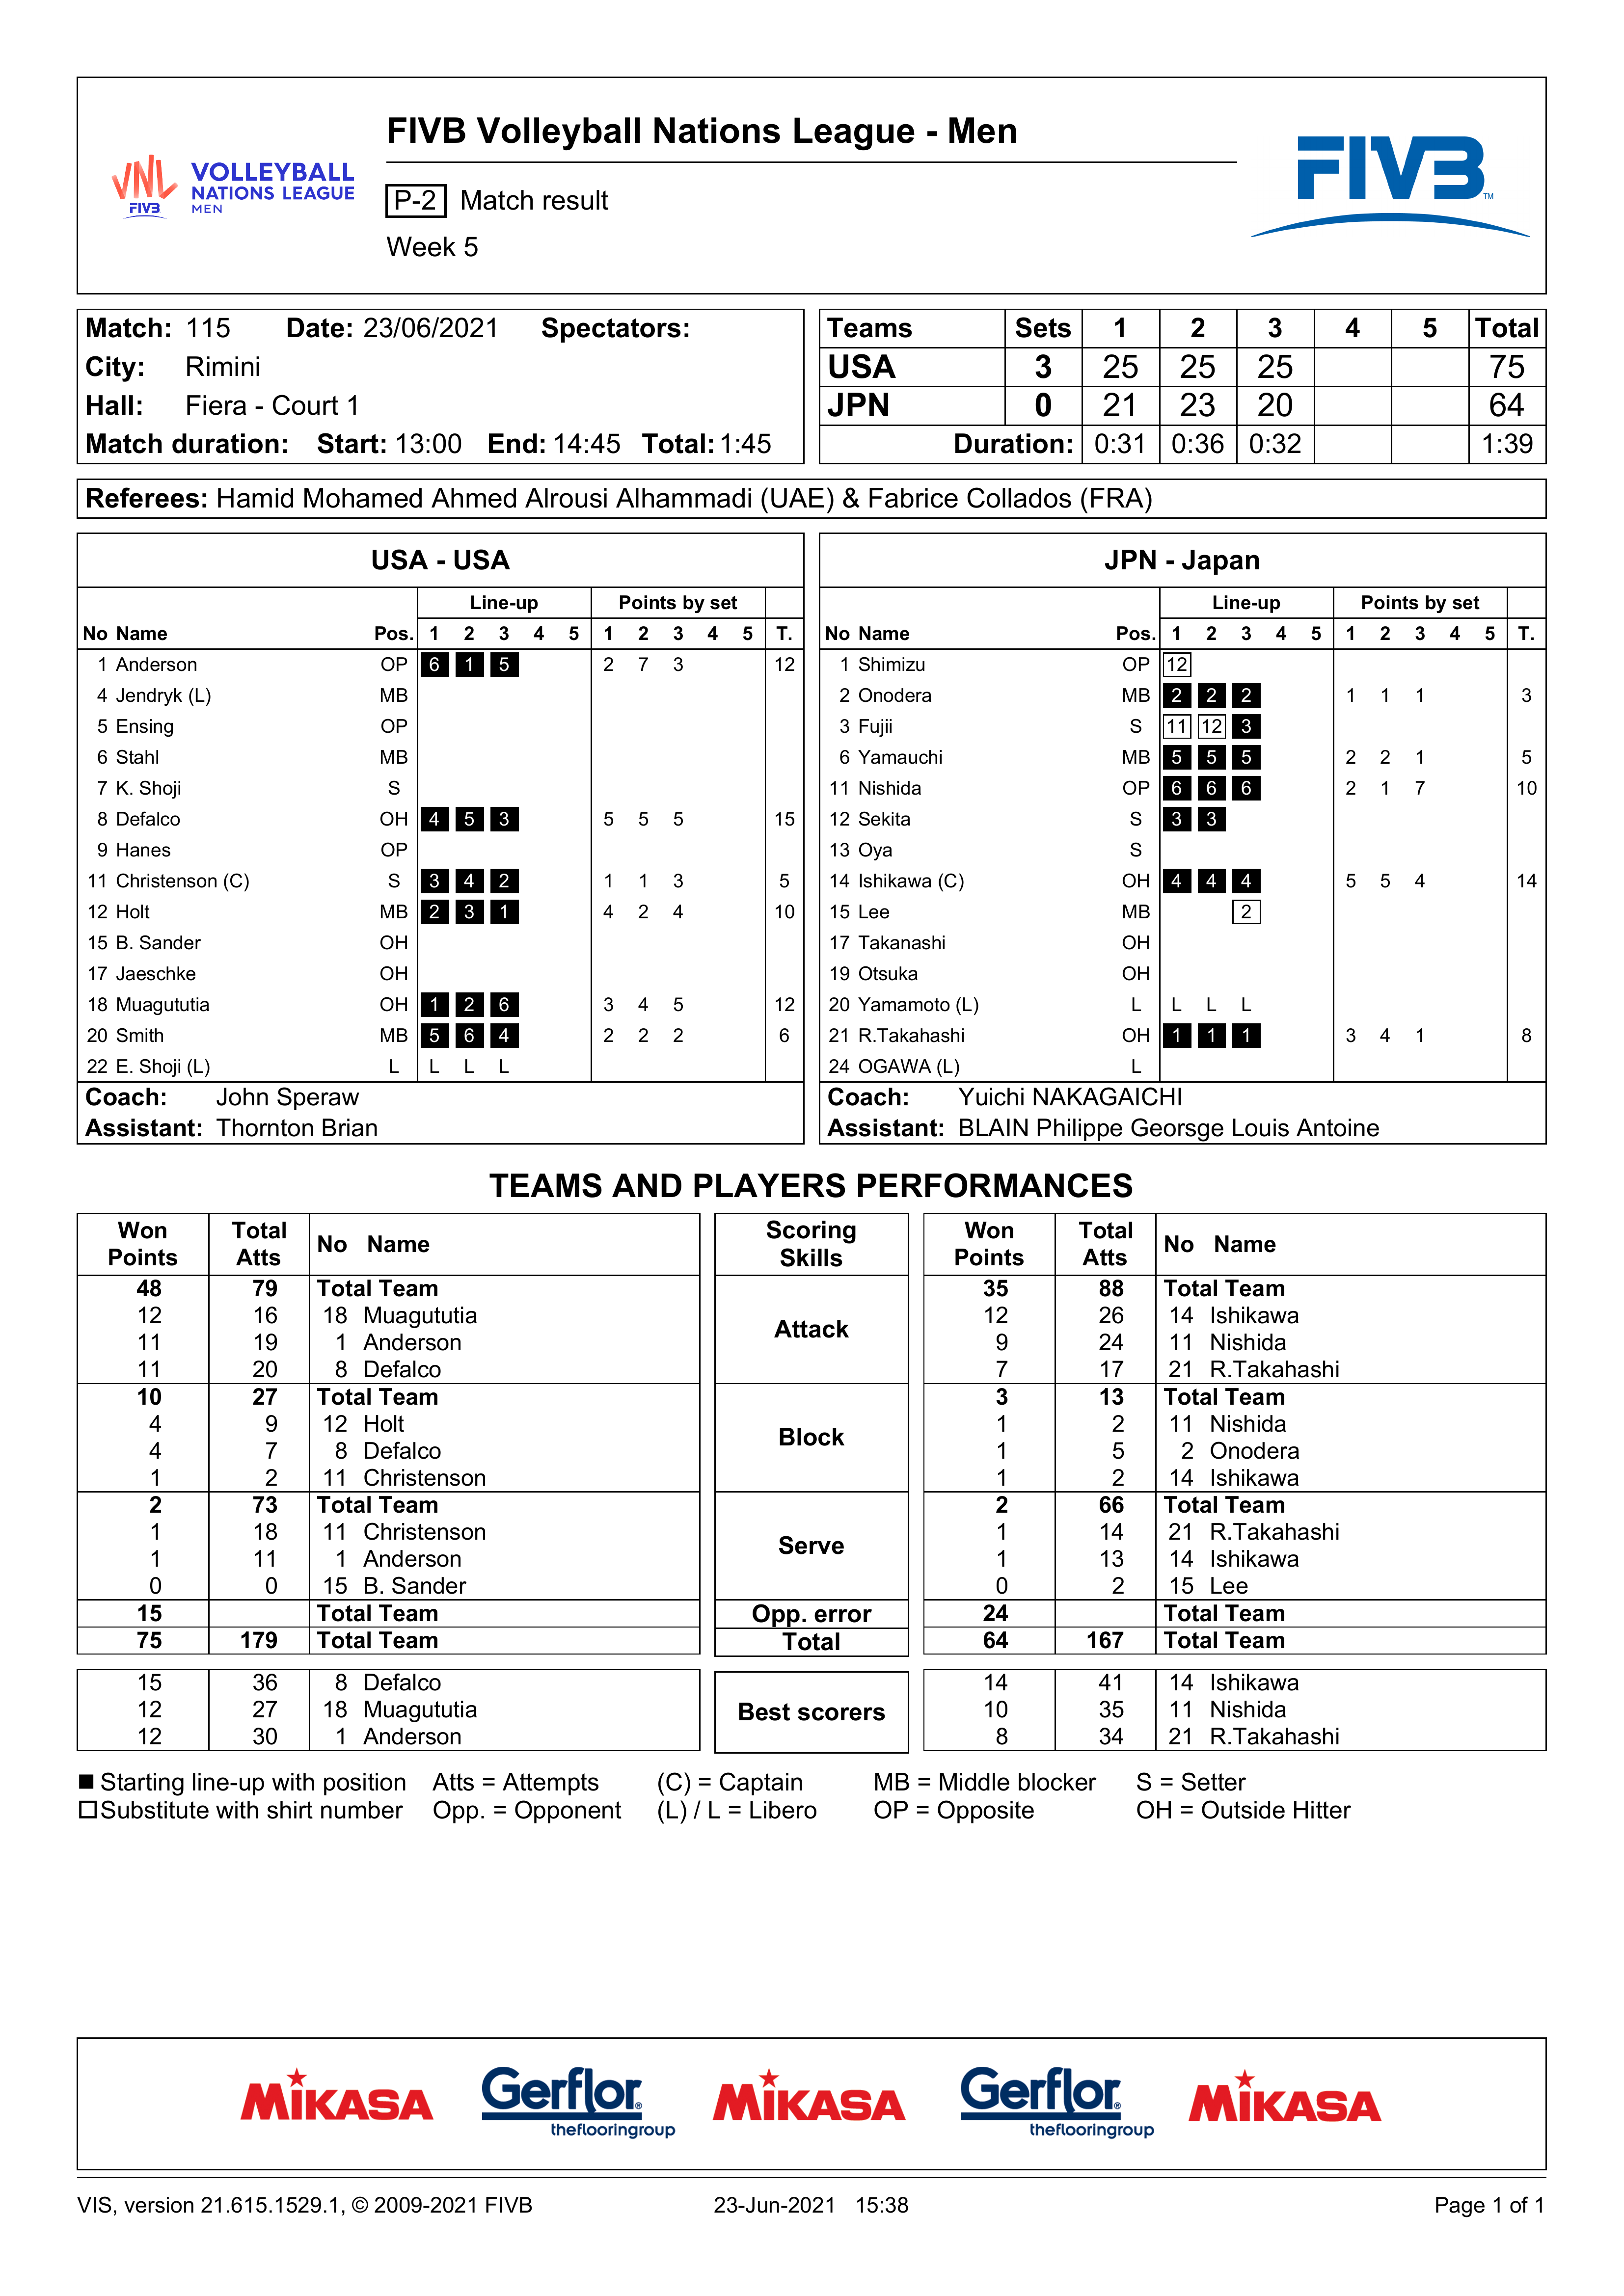 FIVB Volleyball Nations League - Men
VNL FIVB VOLLEYBALL NATIONS LEAGUE MEN
P-2 Match result
Week 5
FIVB TM
Match: 115 Date: 23/06/2021 Spectators:
City: Rimini
Hall: Fiera - Court 1
Match duration: Start: 13:00 End: 14:45 Total: 1:45
Teams Sets 1 2 3 4 5 Total
USA 3 25 25 25 75
JPN 0 21 23 20 64
Duration: 0:31 0:36 0:32 1:39
Referees: Hamid Mohamed Ahmed Alrousi Alhammadi (UAE) & Fabrice Collados (FRA)
USA - USA
Line-up Points by set
No Name Pos. 1 2 3 4 5 1 2 3 4 5 T.
1 Anderson OP 6 1 5 2 7 3 12
4 Jendryk (L) MB
5 Ensing OP
6 Stahl MB
7 K. Shoji S
8 Defalco OH 4 5 3 5 5 5 15
9 Hanes OP
11 Christenson (C) S 3 4 2 1 1 3 5
12 Holt MB 2 3 1 4 2 4 10
15 B. Sander OH
17 Jaeschke OH
18 Muagututia OH 1 2 6 3 4 5 12
20 Smith MB 5 6 4 2 2 2 6
22 E. Shoji (L) L L L L
Coach: John Speraw
Assistant: Thornton Brian
JPN - Japan
Line-up Points by set
No Name Pos. 1 2 3 4 5 1 2 3 4 5 T.
1 Shimizu OP 12
2 Onodera MB 2 2 2 1 1 1 3
3 Fujii S 11 12 3
6 Yamauchi MB 5 5 5 2 2 1 5
11 Nishida OP 6 6 6 2 1 7 10
12 Sekita S 3 3
13 Oya S
14 Ishikawa (C) OH 4 4 4 5 5 4 14
15 Lee MB 2
17 Takanashi OH
19 Otsuka OH
20 Yamamoto (L) L L L L
21 R.Takahashi OH 1 1 1 3 4 1 8
24 OGAWA (L) L
Coach: Yuichi NAKAGAICHI
Assistant: BLAIN Philippe Georsge Louis Antoine
TEAMS AND PLAYERS PERFORMANCES
Won Points Total Atts No Name Scoring Skills Won Points Total Atts No Name
48 79 Total Team Attack 35 88 Total Team
12 16 18 Muagututia 12 26 14 Ishikawa
11 19 1 Anderson 9 24 11 Nishida
11 20 8 Defalco 7 17 21 R.Takahashi
10 27 Total Team Block 3 13 Total Team
4 9 12 Holt 1 2 11 Nishida
4 7 8 Defalco 1 5 2 Onodera
1 2 11 Christenson 1 2 14 Ishikawa
2 73 Total Team Serve 2 66 Total Team
1 18 11 Christenson 1 14 21 R.Takahashi
1 11 1 Anderson 1 13 14 Ishikawa
0 0 15 B. Sander 0 2 15 Lee
15 Total Team Opp. error 24 Total Team
75 179 Total Team Total 64 167 Total Team
15 36 8 Defalco Best scorers 14 41 14 Ishikawa
12 27 18 Muagututia 10 35 11 Nishida
12 30 1 Anderson 8 34 21 R.Takahashi
Starting line-up with position Atts = Attempts (C) = Captain MB = Middle blocker S = Setter
Substitute with shirt number Opp. = Opponent (L) / L = Libero OP = Opposite OH = Outside Hitter
MIKASA Gerflor® theflooringgroup MIKASA Gerflor® theflooringgroup MIKASA
VIS, version 21.615.1529.1, © 2009-2021 FIVB 23-Jun-2021 15:38 Page 1 of 1